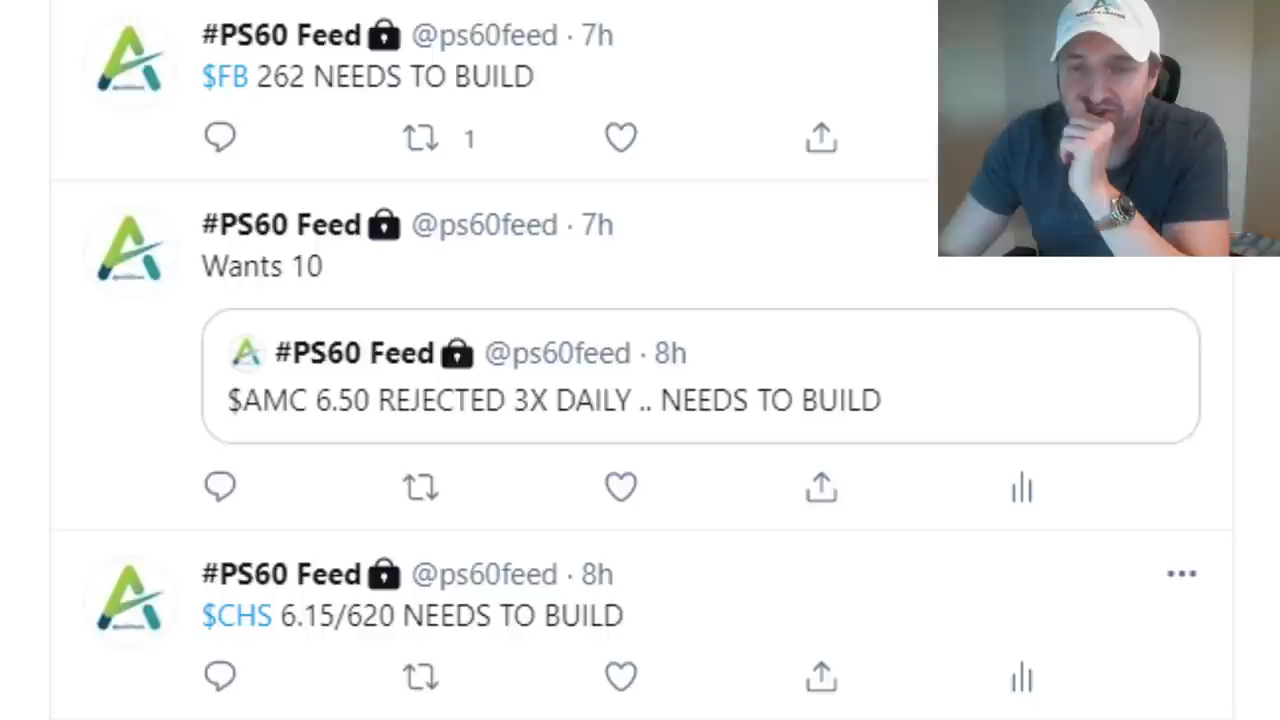 #PS60 Feed @ps60feed · 7h
$FB 262 NEEDS TO BUILD
1
#PS60 Feed @ps60feed · 7h
Wants 10
#PS60 Feed @ps60feed · 8h
$AMC 6.50 REJECTED 3X DAILY .. NEEDS TO BUILD
#PS60 Feed @ps60feed · 8h
$CHS 6.15/620 NEEDS TO BUILD